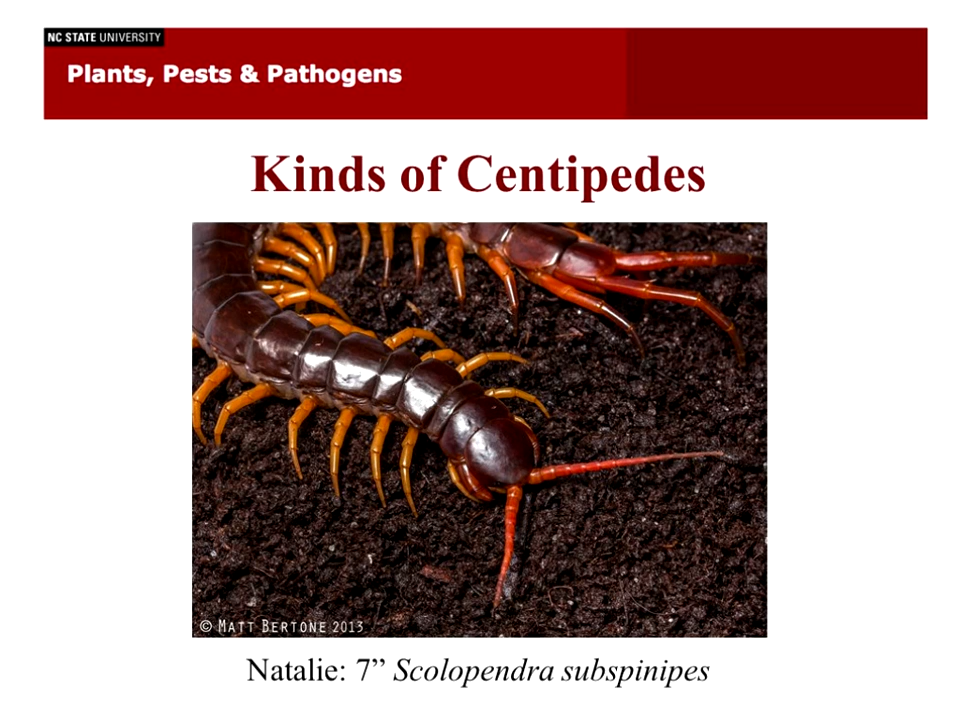 NC STATE UNIVERSITY
Plants, Pests & Pathogens
Kinds of Centipedes
© MATT BERTONE 2013
Natalie: 7” Scolopendra subspinipes